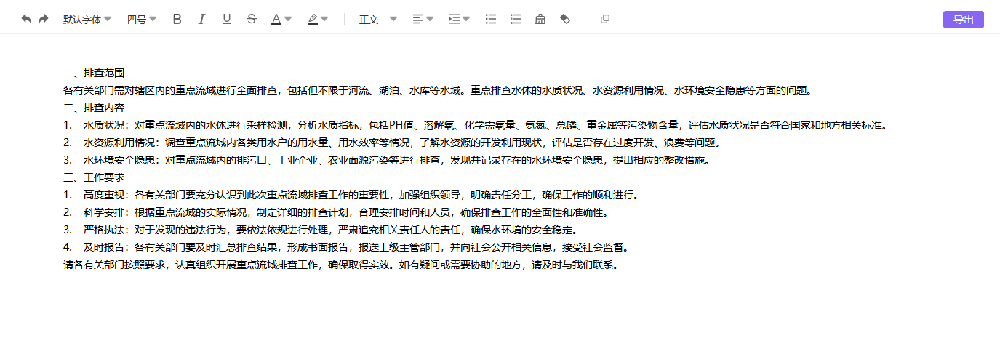 默认字体 四号 B I U S A 正文 导出
一、排查范围
各有关部门需对辖区内的重点流域进行全面排查，包括但不限于河流、湖泊、水库等水域。重点排查水体的水质状况、水资源利用情况、水环境安全隐患等方面的问题。
二、排查内容
1. 水质状况：对重点流域内的水体进行采样检测，分析水质指标，包括PH值、溶解氧、化学需氧量、氨氮、总磷、重金属等污染物含量，评估水质状况是否符合国家和地方相关标准。
2. 水资源利用情况：调查重点流域内各类用水户的用水量、用水效率等情况，了解水资源的开发利用现状，评估是否存在过度开发、浪费等问题。
3. 水环境安全隐患：对重点流域内的排污口、工业企业、农业面源污染等进行排查，发现并记录存在的水环境安全隐患，提出相应的整改措施。
三、工作要求
1. 高度重视：各有关部门要充分认识到此次重点流域排查工作的重要性，加强组织领导，明确责任分工，确保工作的顺利进行。
2. 科学安排：根据重点流域的实际情况，制定详细的排查计划，合理安排时间和人员，确保排查工作的全面性和准确性。
3. 严格执法：对于发现的违法行为，要依法依规进行处理，严肃追究相关责任人的责任，确保水环境的安全稳定。
4. 及时报告：各有关部门要及时汇总排查结果，形成书面报告，报送上级主管部门，并向社会公开相关信息，接受社会监督。
请各有关部门按照要求，认真组织开展重点流域排查工作，确保取得实效。如有疑问或需要协助的地方，请及时与我们联系。